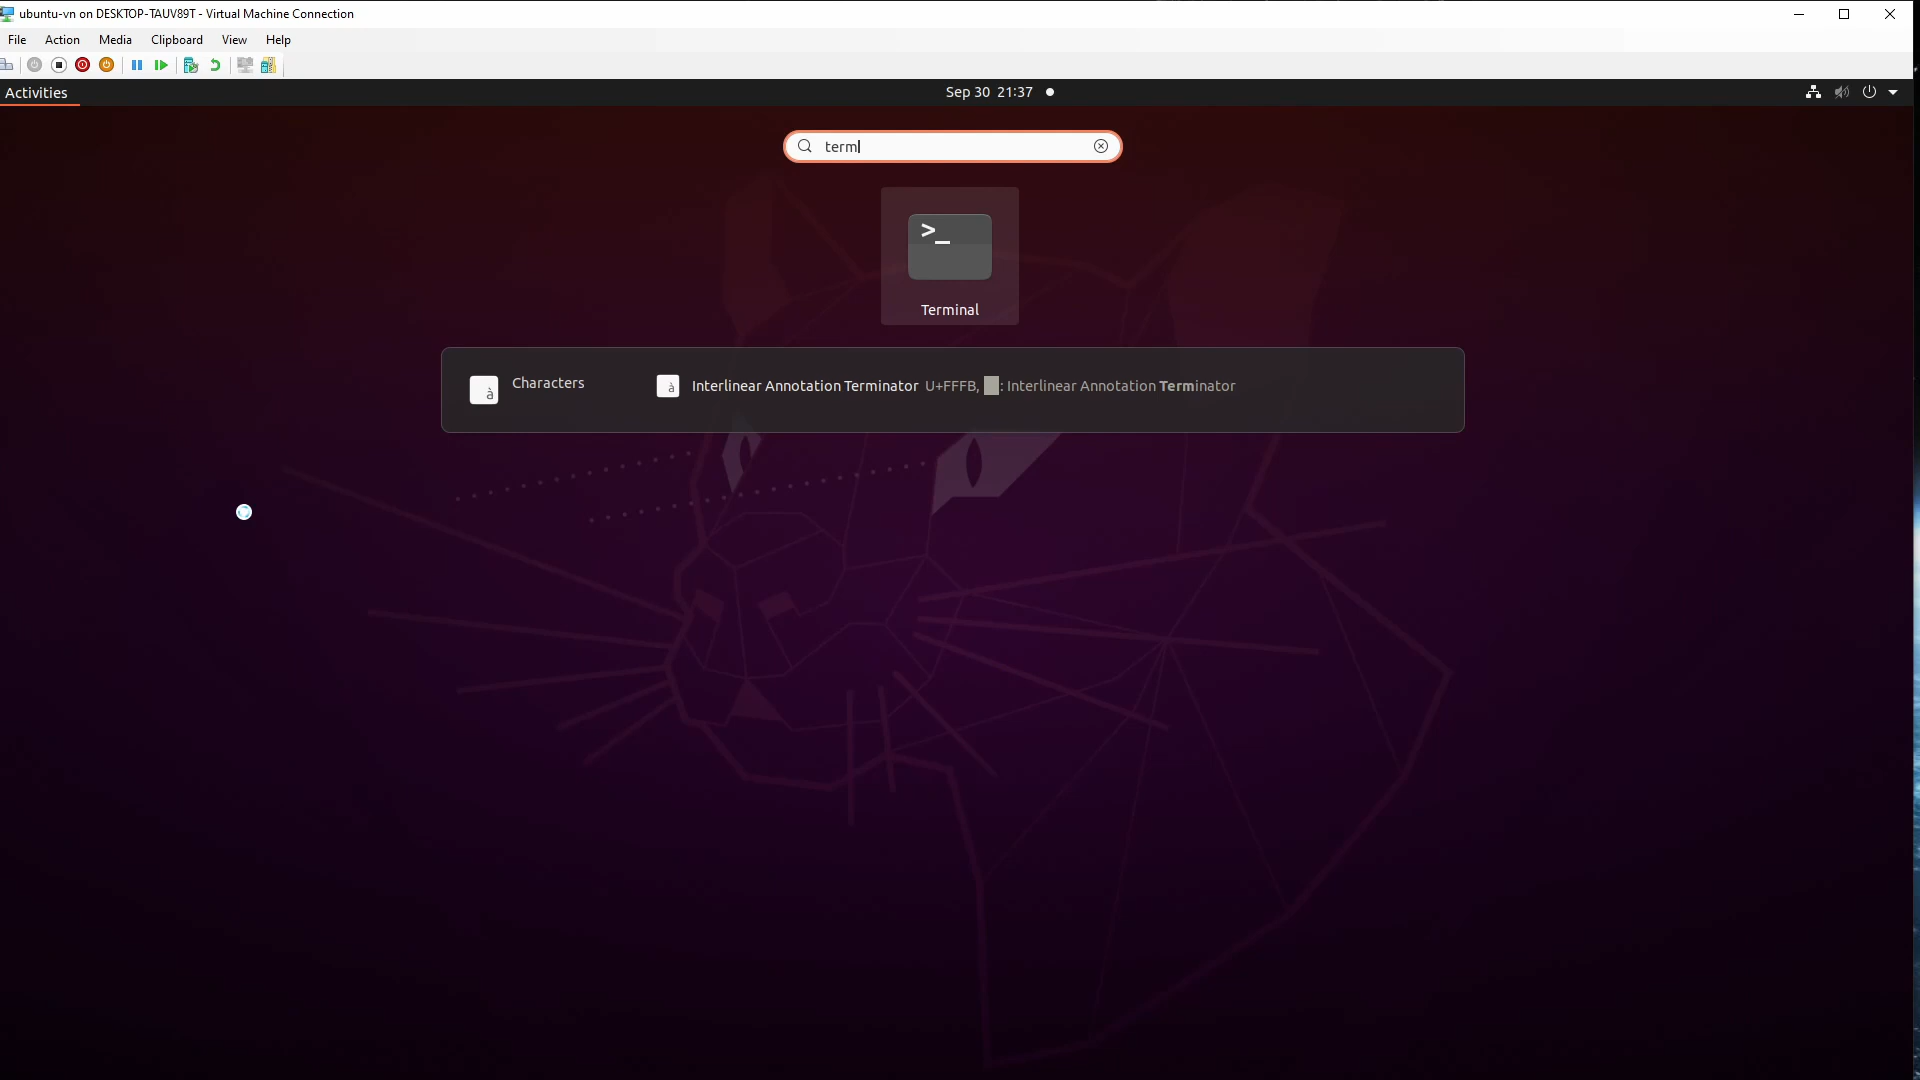 ubuntu-vn on DESKTOP-TAUV89T - Virtual Machine Connection
File Action Media Clipboard View Help
Activities
Sep 30 21:37
term
>_
Terminal
Characters
Interlinear Annotation Terminator U+FFFB, : Interlinear Annotation Terminator